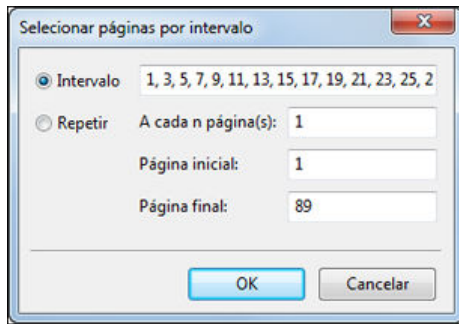 Selecionar páginas por intervalo
Intervalo 1, 3, 5, 7, 9, 11, 13, 15, 17, 19, 21, 23, 25, 2
Repetir A cada n página(s): 1
Página inicial: 1
Página final: 89
OK Cancelar